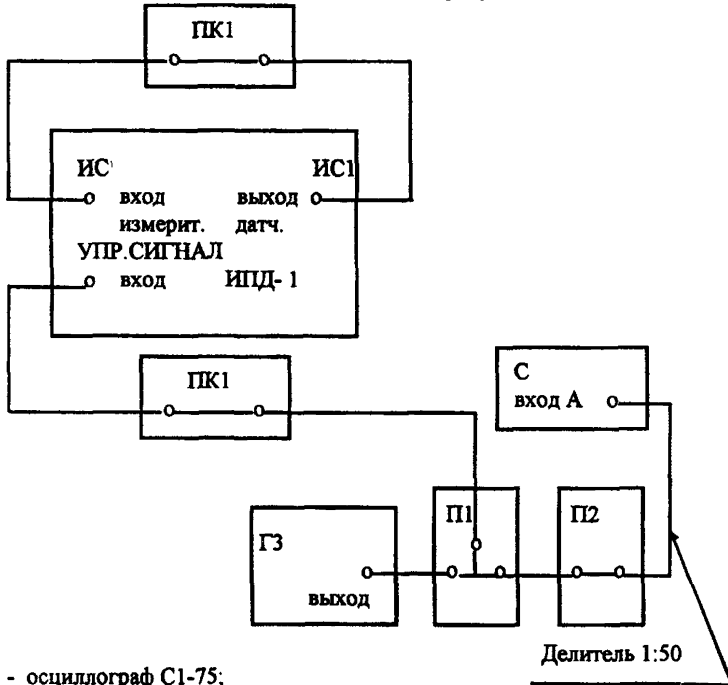 ПК1
ИС ИС1
вход выход
измерит. датч.
УПР.СИГНАЛ
вход ИПД- 1
ПК1
С
вход А
П1 П2
Г3
выход
Делитель 1:50
- осциллограф С1-75;